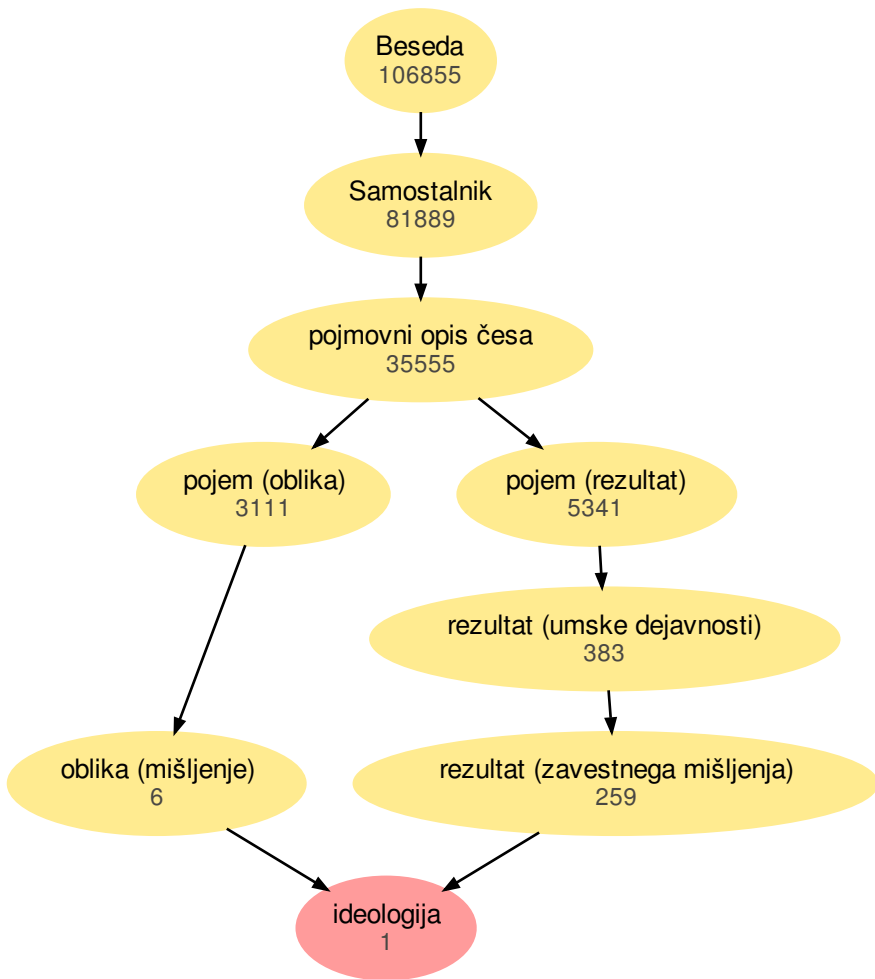 Beseda
106855
Samostalnik
81889
pojmovni opis česa
35555
pojem (oblika)
3111
pojem (rezultat)
5341
rezultat (umske dejavnosti)
383
oblika (mišljenje)
6
rezultat (zavestnega mišljenja)
259
ideologija
1